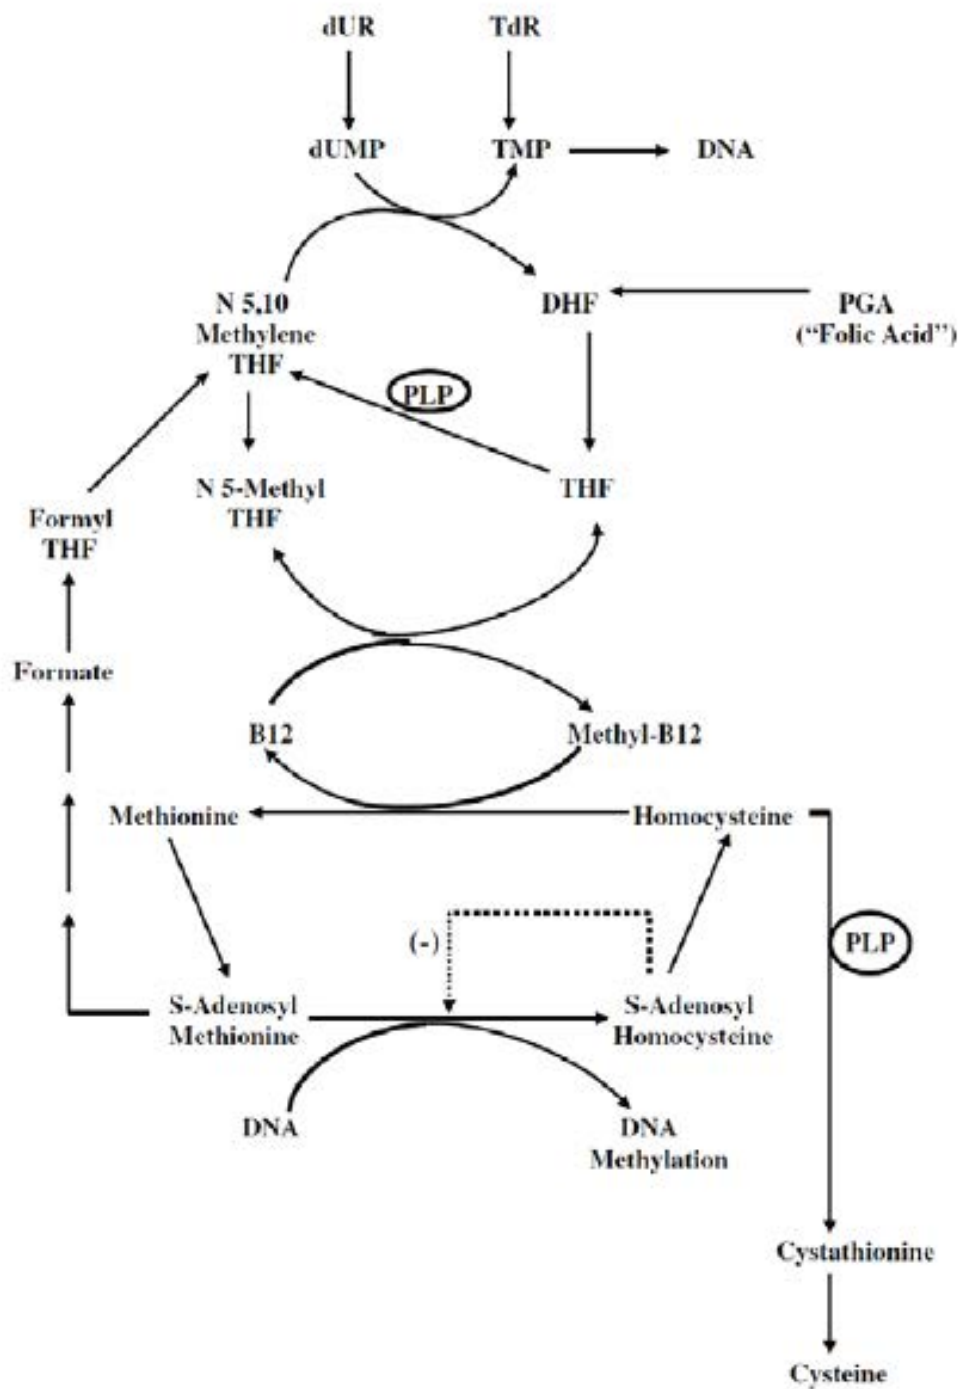 dUR
TdR
dUMP
TMP
DNA
N 5,10
Methylene
THF
DHF
PGA
("Folic Acid")
PLP
N 5-Methyl
THF
THF
Formyl
THF
Formate
B12
Methyl-B12
Methionine
Homocysteine
(-)
PLP
S-Adenosyl
Methionine
S-Adenosyl
Homocysteine
DNA
DNA
Methylation
Cystathionine
Cysteine